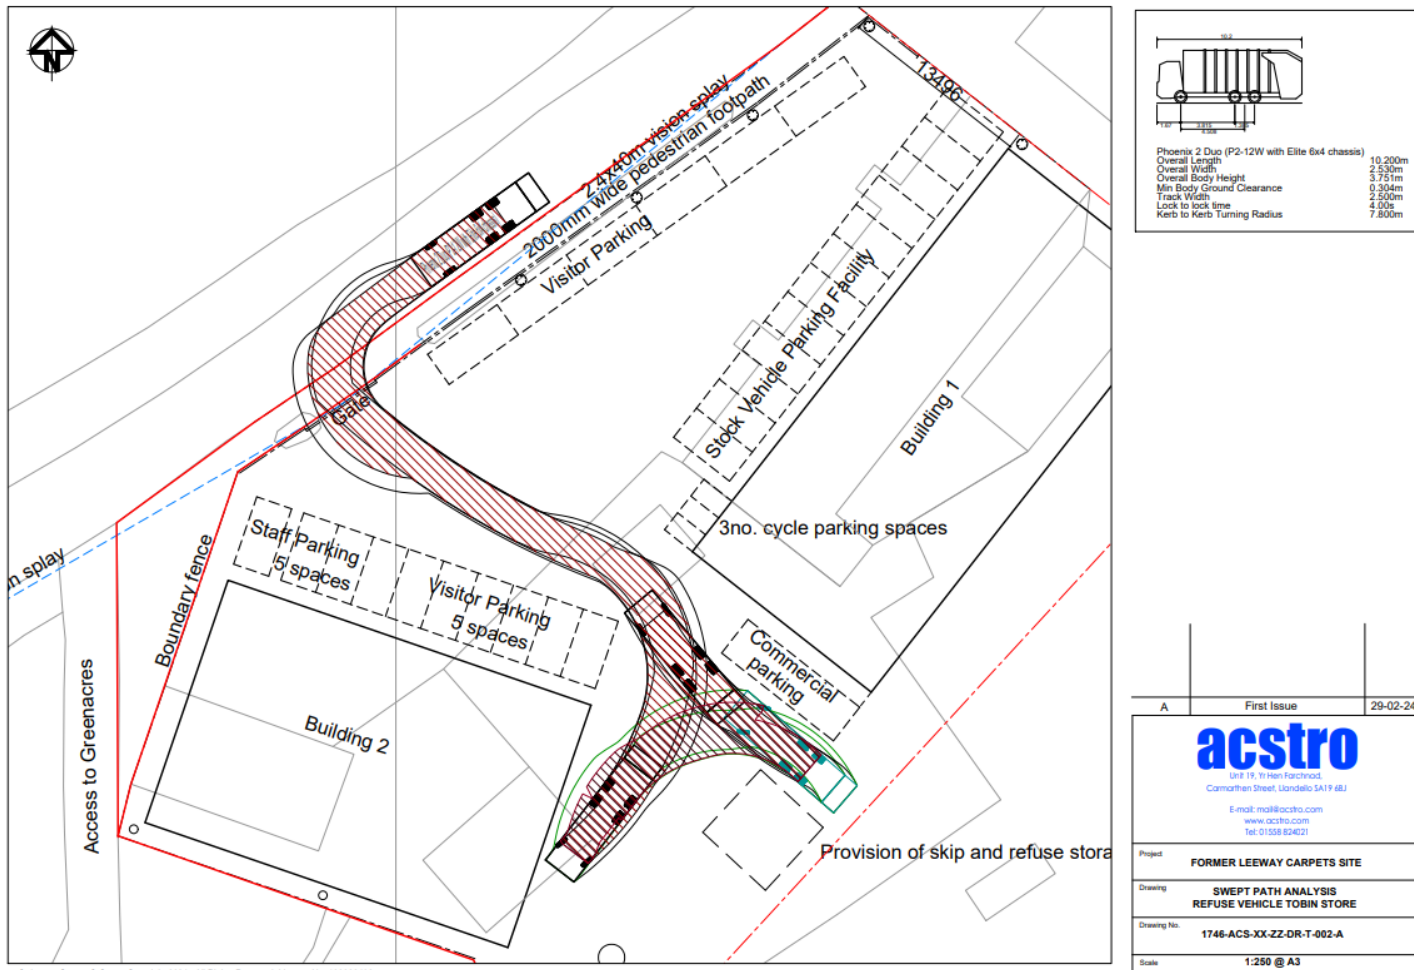 N
2.4x40m vision splay
2000mm wide pedestrian footpath
Visitor Parking
13496
Stock Vehicle Parking Facility
Building 1
Gate
3no. cycle parking spaces
Staff Parking
5 spaces
Visitor Parking
5 spaces
Commercial
parking
Boundary fence
n splay
Access to Greenacres
Building 2
Provision of skip and refuse stora
10.2
Phoenix 2 Duo (P2-12W with Elite 6x4 chassis)
Overall Length 10.200m
Overall Width 2.530m
Overall Body Height 3.751m
Min Body Ground Clearance 0.304m
Track Width 2.500m
Lock to lock time 4.00s
Kerb to Kerb Turning Radius 7.800m
A First Issue 29-02-24
acstro
Unit 19, Yr Hen Farchnad,
Carmarthen Street, Llandeilo SA19 6BJ
E-mail: mail@acstro.com
www.acstro.com
Tel: 01558 824021
Project FORMER LEEWAY CARPETS SITE
Drawing SWEPT PATH ANALYSIS
REFUSE VEHICLE TOBIN STORE
Drawing No. 1746-ACS-XX-ZZ-DR-T-002-A
Scale 1:250 @ A3